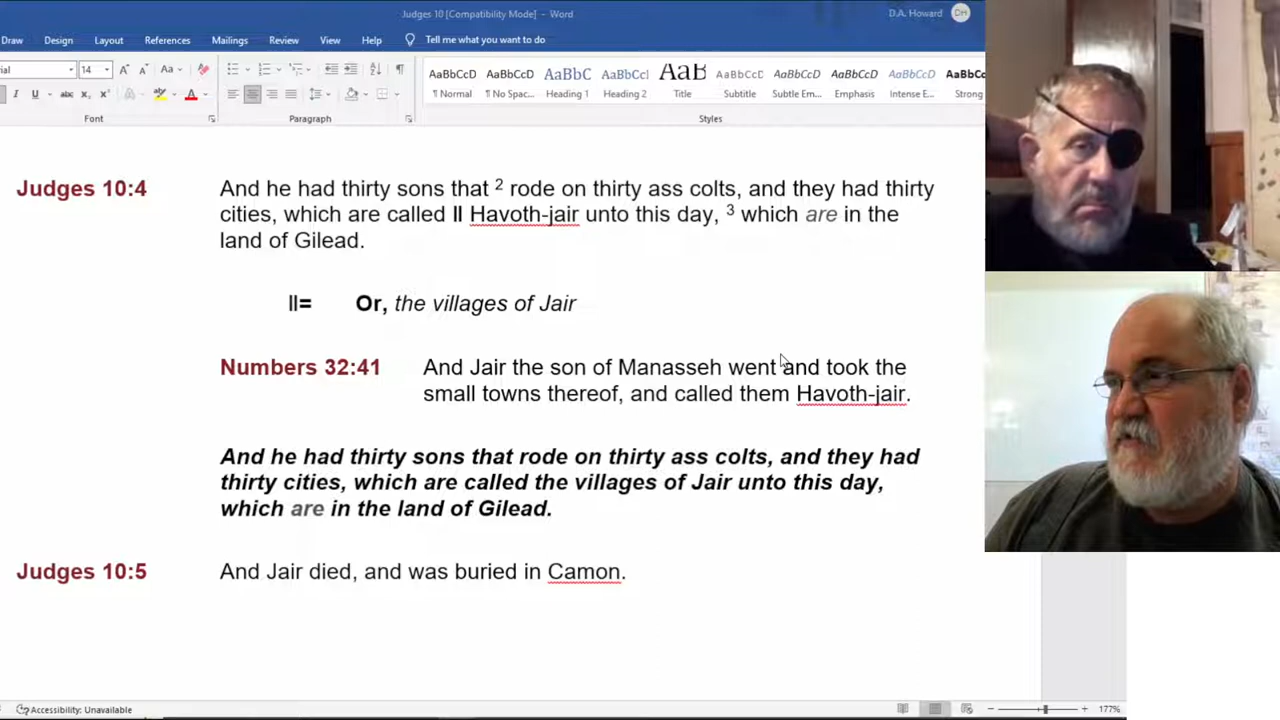 Judges 10 [Compatibility Mode] - Word
D.A. Howard DH
Draw Design Layout References Mailings Review View Help Tell me what you want to do
14 Aa
Font Paragraph Styles
AaBbCcD AaBbCcD AaBbC AaBbCcl AaB AaBbCcD AaBbCcD AaBbCcD AaBbCcD AaBbCc
Normal No Spac... Heading 1 Heading 2 Title Subtitle Subtle Em... Emphasis Intense E... Strong
Judges 10:4 And he had thirty sons that 2 rode on thirty ass colts, and they had thirty
cities, which are called ‖ Havoth-jair unto this day, 3 which are in the
land of Gilead.
‖= Or, the villages of Jair
Numbers 32:41 And Jair the son of Manasseh went and took the
small towns thereof, and called them Havoth-jair.
And he had thirty sons that rode on thirty ass colts, and they had
thirty cities, which are called the villages of Jair unto this day,
which are in the land of Gilead.
Judges 10:5 And Jair died, and was buried in Camon.
Accessibility: Unavailable 177%